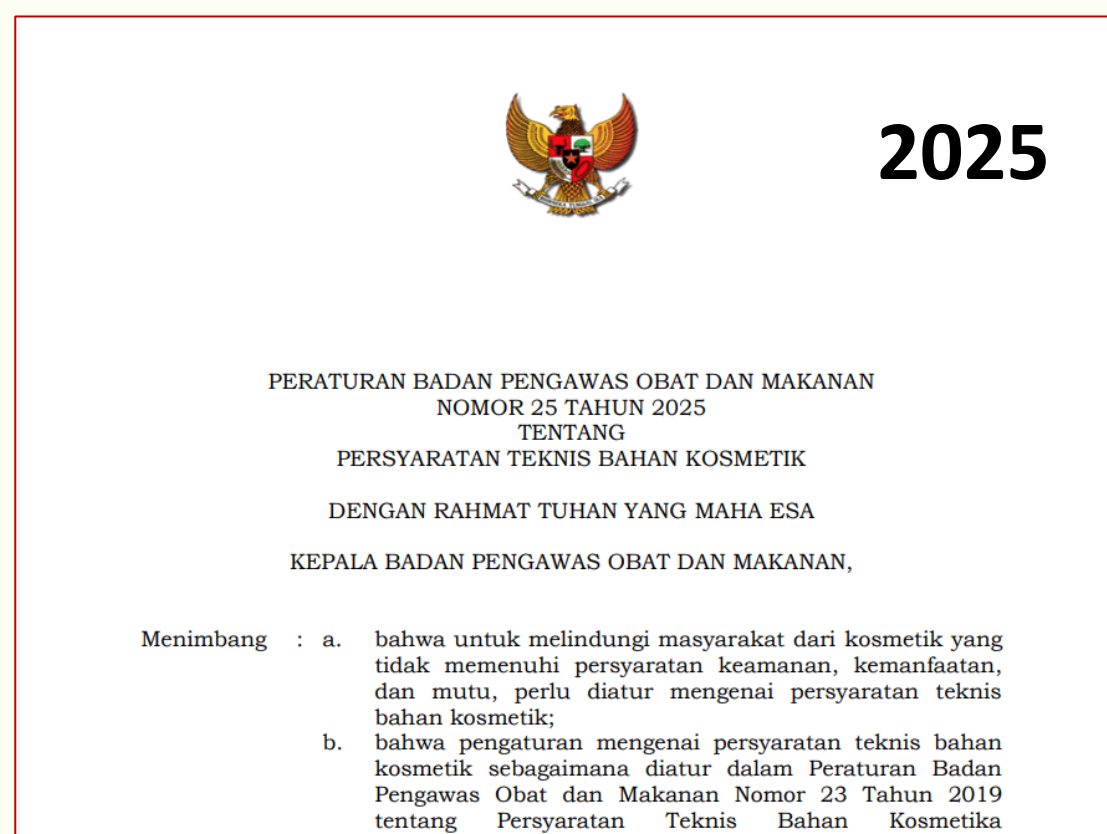 2025
PERATURAN BADAN PENGAWAS OBAT DAN MAKANAN
NOMOR 25 TAHUN 2025
TENTANG
PERSYARATAN TEKNIS BAHAN KOSMETIK
DENGAN RAHMAT TUHAN YANG MAHA ESA
KEPALA BADAN PENGAWAS OBAT DAN MAKANAN,
Menimbang : a. bahwa untuk melindungi masyarakat dari kosmetik yang
tidak memenuhi persyaratan keamanan, kemanfaatan,
dan mutu, perlu diatur mengenai persyaratan teknis
bahan kosmetik;
b. bahwa pengaturan mengenai persyaratan teknis bahan
kosmetik sebagaimana diatur dalam Peraturan Badan
Pengawas Obat dan Makanan Nomor 23 Tahun 2019
tentang Persyaratan Teknis Bahan Kosmetika